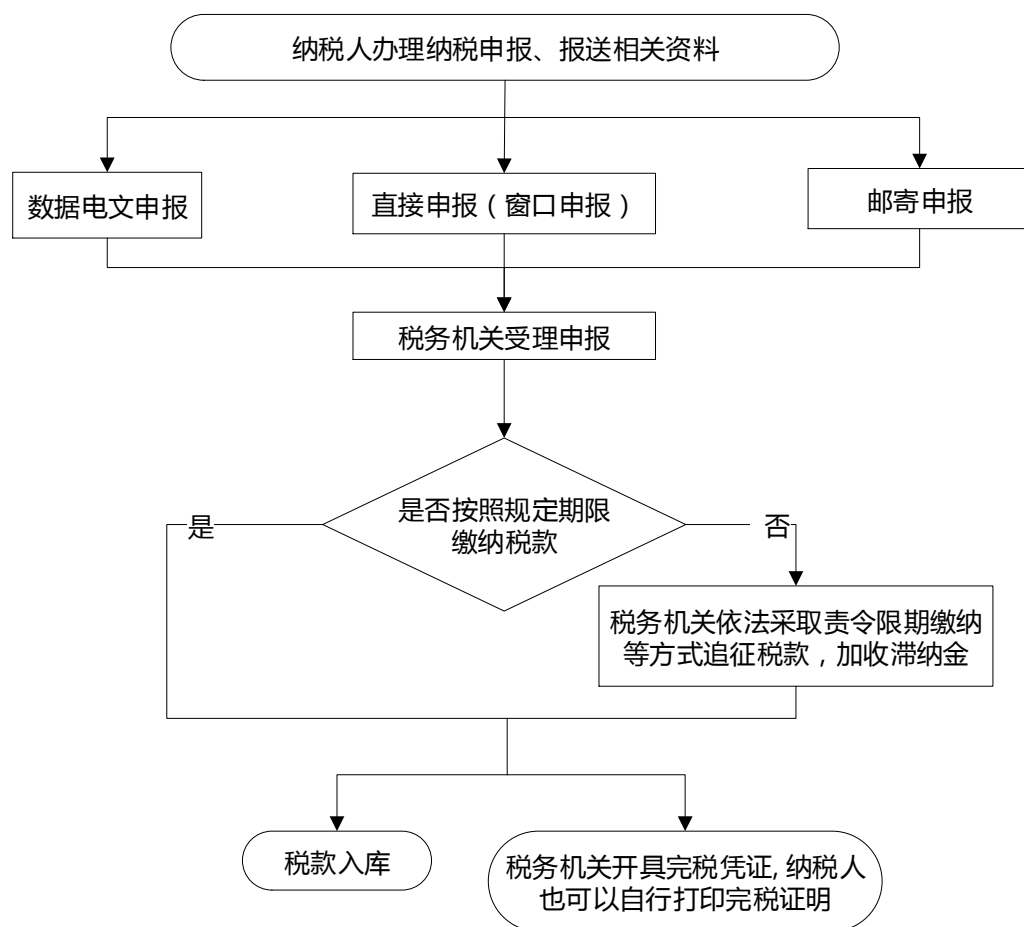 纳税人办理纳税申报、报送相关资料
数据电文申报
直接申报（窗口申报）
邮寄申报
税务机关受理申报
是否按照规定期限
缴纳税款
是
否
税务机关依法采取责令限期缴纳
等方式追征税款，加收滞纳金
税款入库
税务机关开具完税凭证, 纳税人
也可以自行打印完税证明